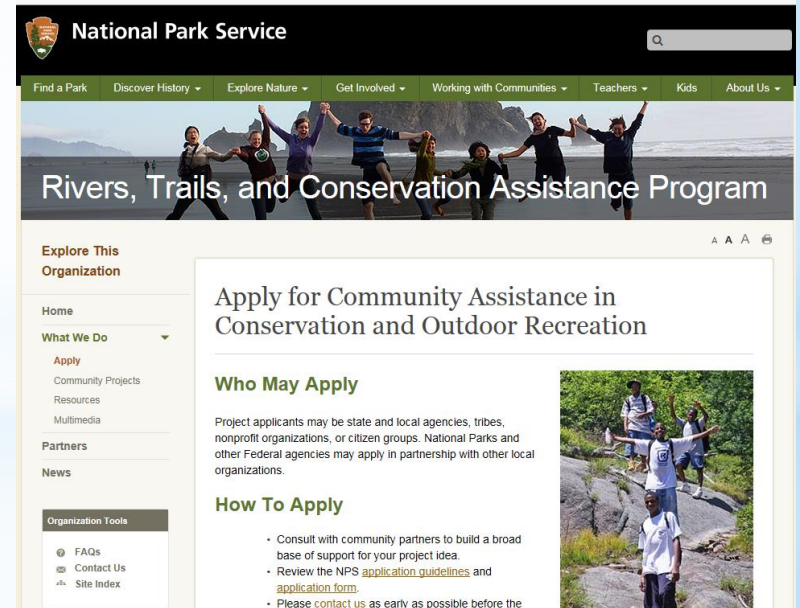 National Park Service
Find a Park Discover History Explore Nature Get Involved Working with Communities Teachers Kids About Us
Rivers, Trails, and Conservation Assistance Program
A A A
Explore This
Organization
Home
What We Do
Apply
Community Projects
Resources
Multimedia
Partners
News
Organization Tools
FAQs
Contact Us
Site Index
Apply for Community Assistance in
Conservation and Outdoor Recreation
Who May Apply
Project applicants may be state and local agencies, tribes,
nonprofit organizations, or citizen groups. National Parks and
other Federal agencies may apply in partnership with other local
organizations.
How To Apply
• Consult with community partners to build a broad
base of support for your project idea.
• Review the NPS application guidelines and
application form.
• Please contact us as early as possible before the